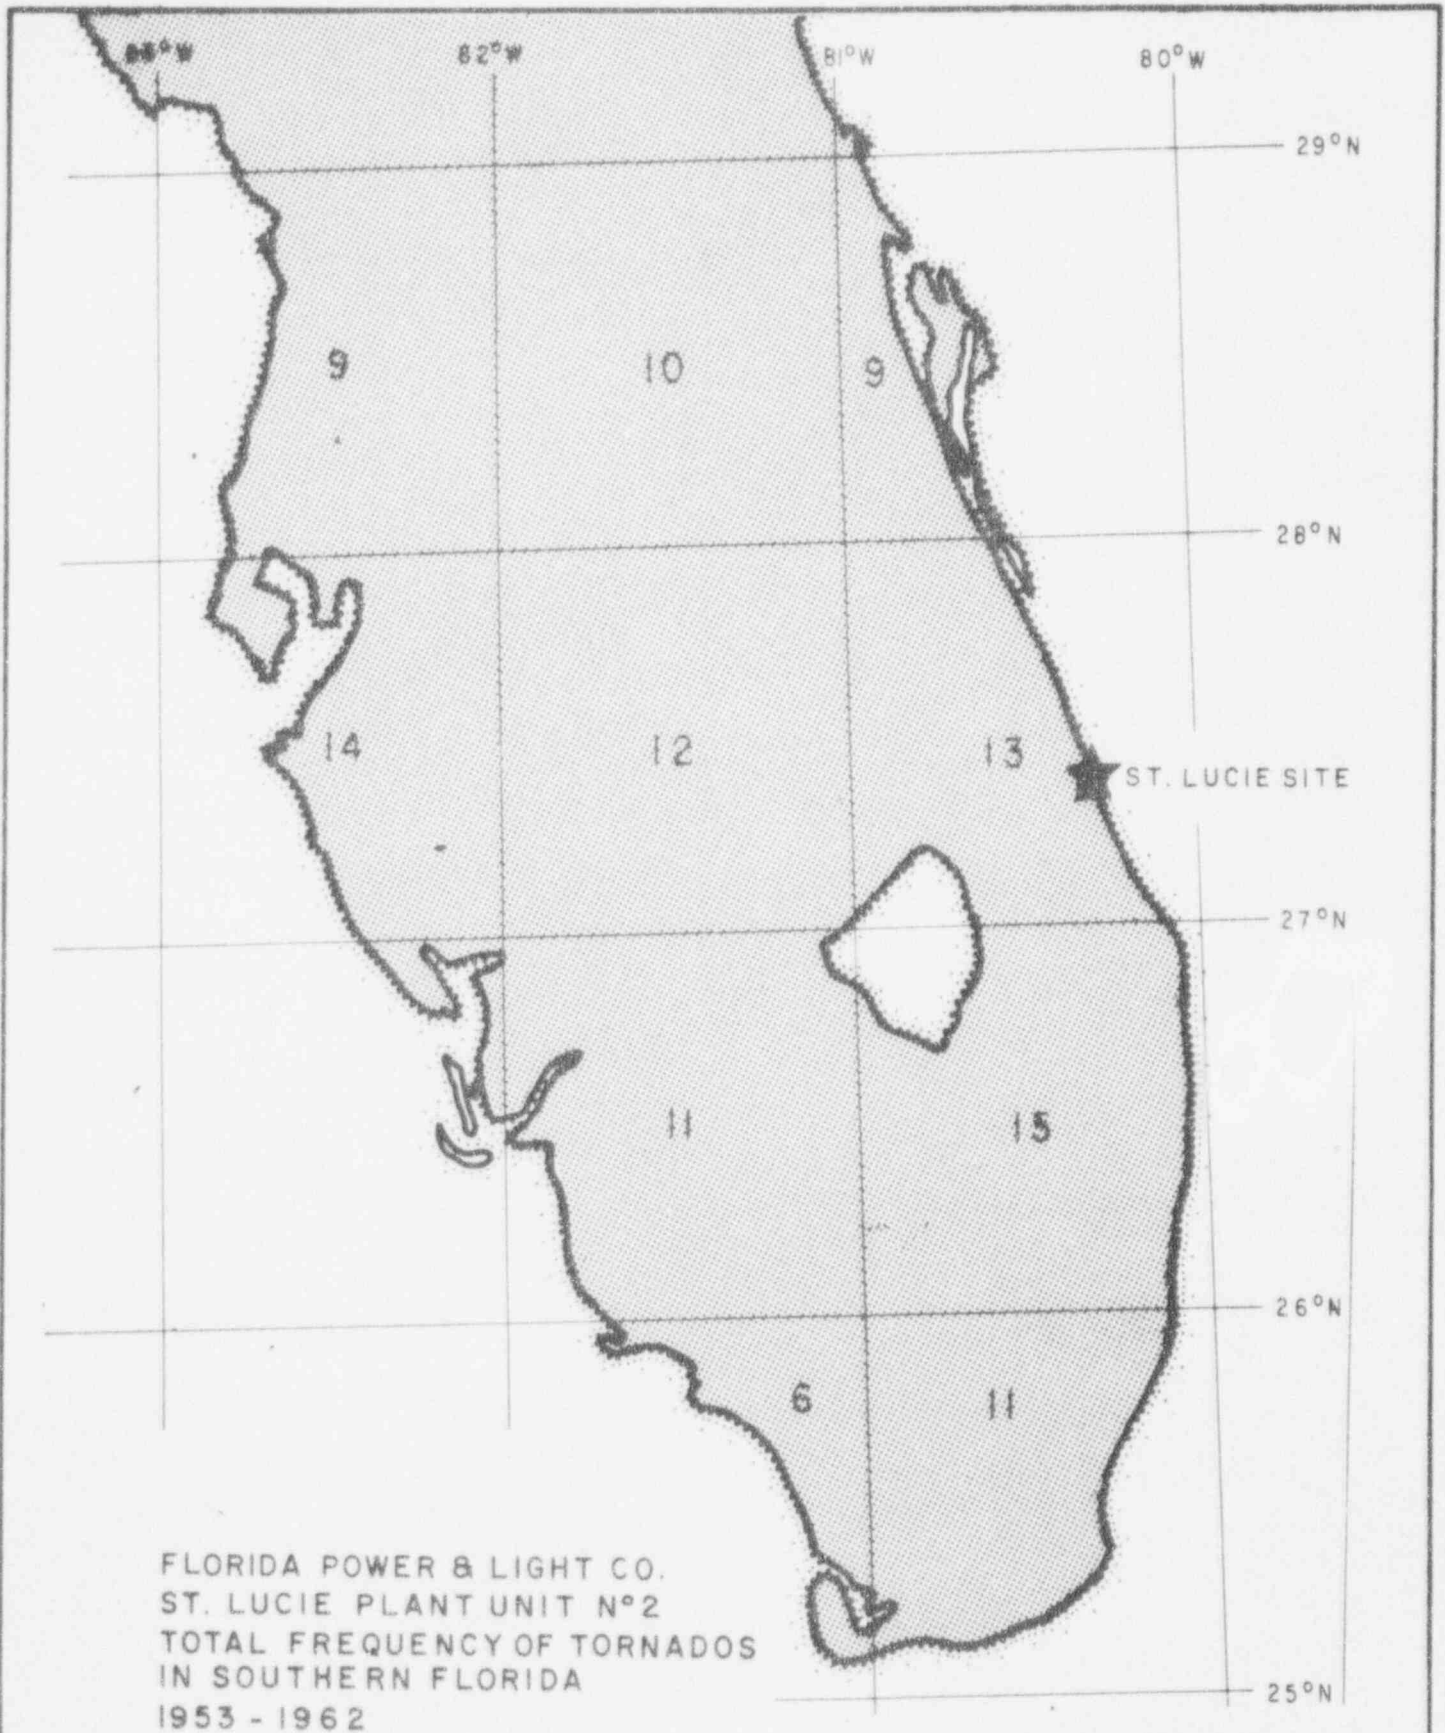 83°W 82°W 81°W 80°W
29°N
9 10 9
28°N
14 12 13
ST. LUCIE SITE
27°N
11 15
26°N
6 11
FLORIDA POWER & LIGHT CO.
ST. LUCIE PLANT UNIT Nº2
TOTAL FREQUENCY OF TORNADOS
IN SOUTHERN FLORIDA
1953 - 1962
25°N